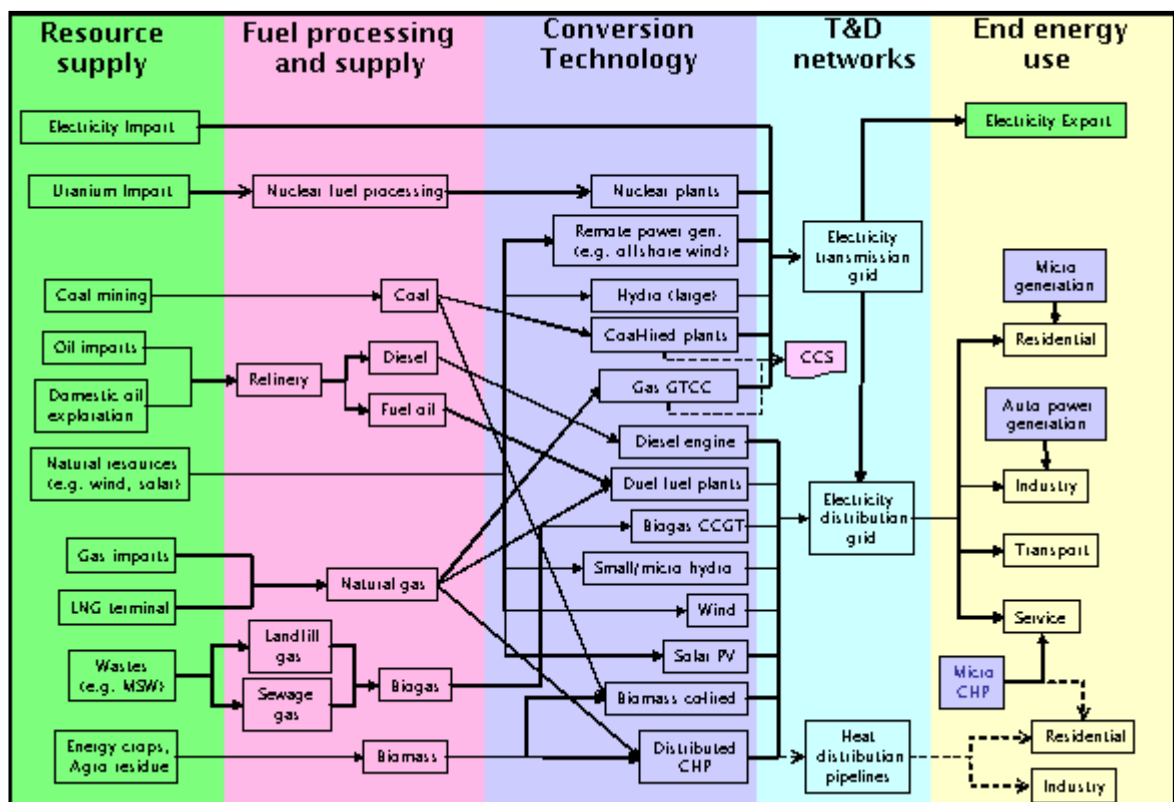 Resource
supply
Fuel processing
and supply
Conversion
Technology
T&D
networks
End energy
use
Electricity Import
Electricity Export
Uranium Import
Nuclear fuel processing
Nuclear plants
Remote power gen.
(e.g. offshore wind)
Electricity
transmission
grid
Micro
generation
Coal mining
Coal
Hydro (large)
Coal-fired plants
Residential
Oil imports
Diesel
CCS
Refinery
Gas GTCC
Domestic oil
exploration
Fuel oil
Auto power
generation
Diesel engine
Natural resources
(e.g. wind, solar)
Duel fuel plants
Industry
Electricity
distribution
grid
Biogas CCGT
Gas imports
Transport
Natural gas
Small/micro hydro
LNG terminal
Wind
Service
Landfill
gas
Wastes
(e.g. MSW)
Solar PV
Sewage
gas
Biogas
Micro
CHP
Biomass cofired
Energy crops,
Agro residue
Biomass
Distributed
CHP
Heat
distribution
pipelines
Residential
Industry